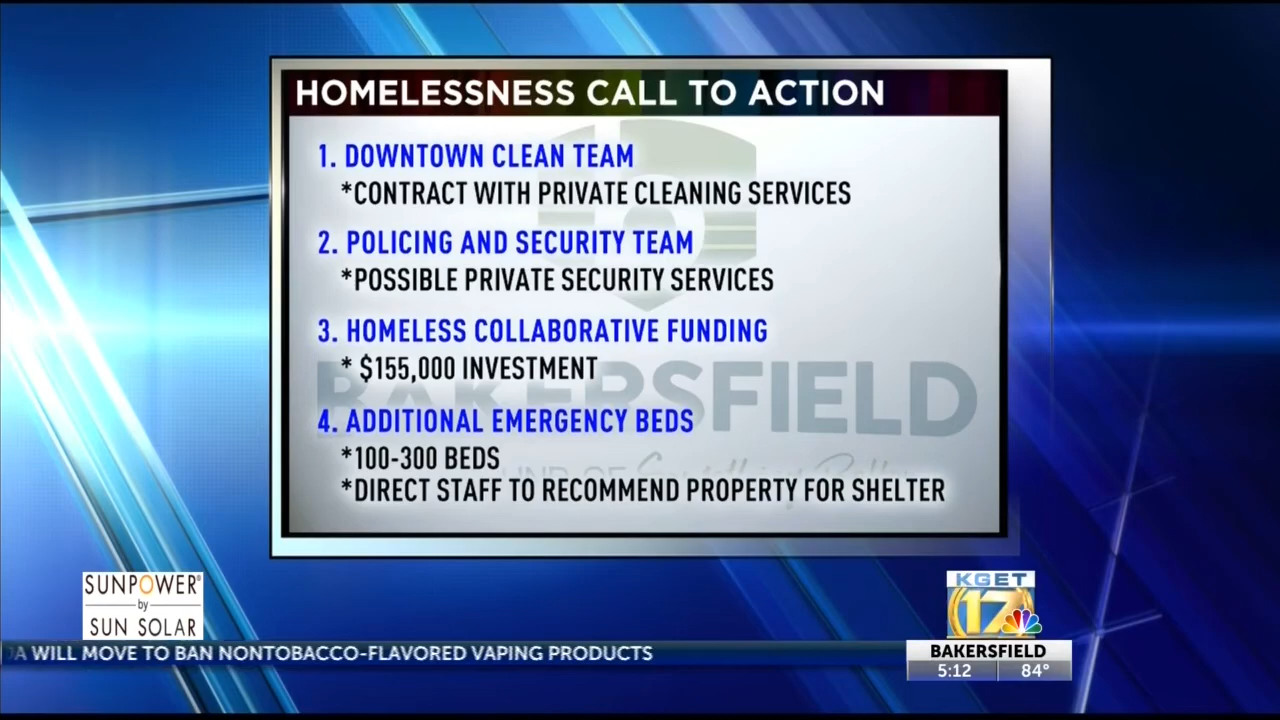 HOMELESSNESS CALL TO ACTION
1. DOWNTOWN CLEAN TEAM
*CONTRACT WITH PRIVATE CLEANING SERVICES
2. POLICING AND SECURITY TEAM
*POSSIBLE PRIVATE SECURITY SERVICES
3. HOMELESS COLLABORATIVE FUNDING
* $155,000 INVESTMENT
BAKERSFIELD
4. ADDITIONAL EMERGENCY BEDS
*100-300 BEDS
OF Something Better
*DIRECT STAFF TO RECOMMEND PROPERTY FOR SHELTER
SUNPOWER®
by
SUN SOLAR
KGET
17
WILL MOVE TO BAN NONTOBACCO-FLAVORED VAPING PRODUCTS
BAKERSFIELD
5:12 84°